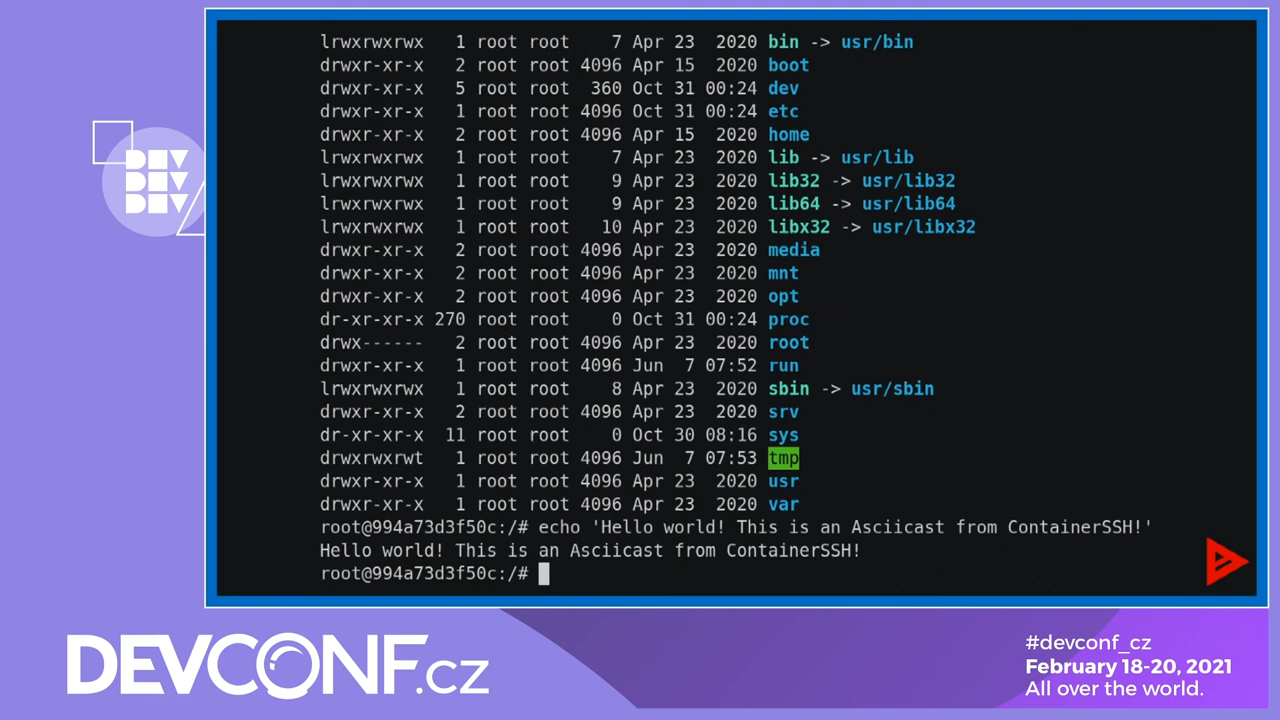 lrwxrwxrwx   1 root root    7 Apr 23  2020 bin -> usr/bin
drwxr-xr-x   2 root root 4096 Apr 15  2020 boot
drwxr-xr-x   5 root root  360 Oct 31 00:24 dev
drwxr-xr-x   1 root root 4096 Oct 31 00:24 etc
drwxr-xr-x   2 root root 4096 Apr 15  2020 home
lrwxrwxrwx   1 root root    7 Apr 23  2020 lib -> usr/lib
lrwxrwxrwx   1 root root    9 Apr 23  2020 lib32 -> usr/lib32
lrwxrwxrwx   1 root root    9 Apr 23  2020 lib64 -> usr/lib64
lrwxrwxrwx   1 root root   10 Apr 23  2020 libx32 -> usr/libx32
drwxr-xr-x   2 root root 4096 Apr 23  2020 media
drwxr-xr-x   2 root root 4096 Apr 23  2020 mnt
drwxr-xr-x   2 root root 4096 Apr 23  2020 opt
dr-xr-xr-x 270 root root    0 Oct 31 00:24 proc
drwx------   2 root root 4096 Apr 23  2020 root
drwxr-xr-x   1 root root 4096 Jun  7 07:52 run
lrwxrwxrwx   1 root root    8 Apr 23  2020 sbin -> usr/sbin
drwxr-xr-x   2 root root 4096 Apr 23  2020 srv
dr-xr-xr-x  11 root root    0 Oct 30 08:16 sys
drwxrwxrwt   1 root root 4096 Jun  7 07:53 tmp
drwxr-xr-x   1 root root 4096 Apr 23  2020 usr
drwxr-xr-x   1 root root 4096 Apr 23  2020 var
root@994a73d3f50c:/# echo 'Hello world! This is an Asciicast from ContainerSSH!'
Hello world! This is an Asciicast from ContainerSSH!
root@994a73d3f50c:/#
DEV
DEV
DEV
DEVCONF.cz
#devconf_cz
February 18-20, 2021
All over the world.